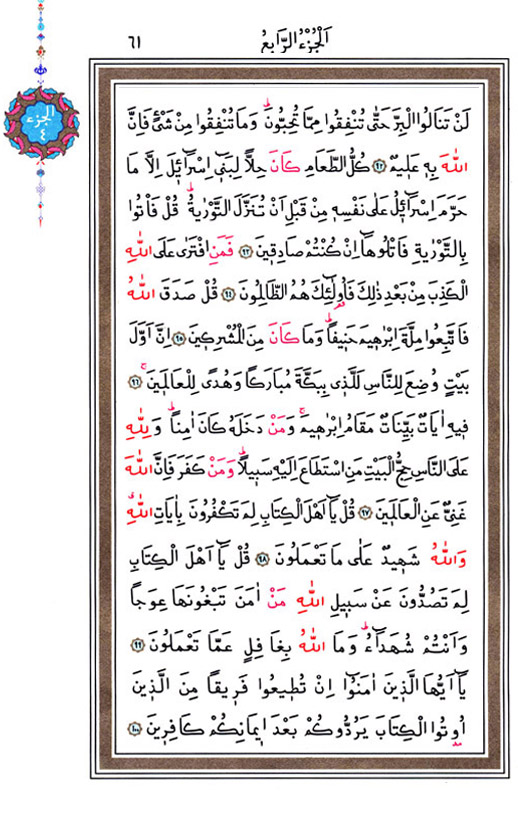 اَلْجُزْءُ الرَّابِعُ
٦١
الجزء
٤
لَنْ تَنَالُوا الْبِرَّ حَتّٰى تُنْفِقُوا مِمَّا تُحِبُّونَۜ وَمَا تُنْفِقُوا مِنْ شَیْءٍ فَاِنَّ
اللّٰهَ بِهٖ عَلٖيمٌ ﴿٩٢﴾ كُلُّ الطَّعَامِ كَانَ حِلًّا لِبَنٖٓى اِسْرَٓائٖلَ اِلَّا مَا
حَرَّمَ اِسْرَٓائٖلُ عَلٰى نَفْسِهٖ مِنْ قَبْلِ اَنْ تُنَزَّلَ التَّوْرٰيةُۜ قُلْ فَأْتُوا
بِالتَّوْرٰيةِ فَاتْلُوهَٓا اِنْ كُنْتُمْ صَادِقٖينَ ﴿٩٣﴾ فَمَنِ افْتَرٰى عَلَى اللّٰهِ
الْكَذِبَ مِنْ بَعْدِ ذٰلِكَ فَاُو۬لٰٓئِكَ هُمُ الظَّالِمُونَ ﴿٩٤﴾ قُلْ صَدَقَ اللّٰهُ
فَاتَّبِعُوا مِلَّةَ اِبْرٰهٖيمَ حَنٖيفًاۜ وَمَا كَانَ مِنَ الْمُشْرِكٖينَ ﴿٩٥﴾ اِنَّ اَوَّلَ
بَيْتٍ وُضِعَ لِلنَّاسِ لَلَّذٖى بِبَكَّةَ مُبَارَكًا وَهُدًى لِلْعَالَمٖينَۚ ﴿٩٦﴾
فٖيهِ اٰيَاتٌ بَيِّنَاتٌ مَقَامُ اِبْرٰهٖيمَۚ وَمَنْ دَخَلَهُ كَانَ اٰمِنًاۜ وَلِلّٰهِ
عَلَى النَّاسِ حِجُّ الْبَيْتِ مَنِ اسْتَطَاعَ اِلَيْهِ سَبٖيلًاۜ وَمَنْ كَفَرَ فَاِنَّ اللّٰهَ
غَنِىٌّ عَنِ الْعَالَمٖينَ ﴿٩٧﴾ قُلْ يَٓا اَهْلَ الْكِتَابِ لِمَ تَكْفُرُونَ بِاٰيَاتِ اللّٰهِۗ
وَاللّٰهُ شَهٖيدٌ عَلٰى مَا تَعْمَلُونَ ﴿٩٨﴾ قُلْ يَٓا اَهْلَ الْكِتَابِ
لِمَ تَصُدُّونَ عَنْ سَبٖيلِ اللّٰهِ مَنْ اٰمَنَ تَبْغُونَهَا عِوَجًا
وَاَنْتُمْ شُهَدَٓاءُۜ وَمَا اللّٰهُ بِغَافِلٍ عَمَّا تَعْمَلُونَ ﴿٩٩﴾
يَٓا اَيُّهَا الَّذٖينَ اٰمَنُٓوا اِنْ تُطٖيعُوا فَرٖيقًا مِنَ الَّذٖينَ
اُو۫تُوا الْكِتَابَ يَرُدُّوكُمْ بَعْدَ اٖيمَانِكُمْ كَافِرٖينَ ﴿١٠٠﴾